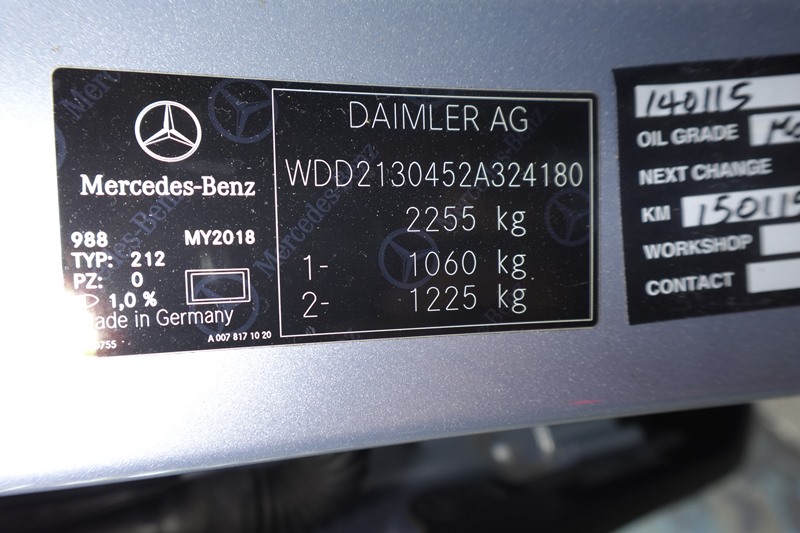 DAIMLER AG
WDD2130452A324180
2255 kg
1- 1060 kg
2- 1225 kg
Mercedes-Benz
988 MY2018
TYP: 212
PZ: 0
1,0 %
Made in Germany
A 007 817 10 20
140115
OIL GRADE
NEXT CHANGE
KM 150115
WORKSHOP
CONTACT